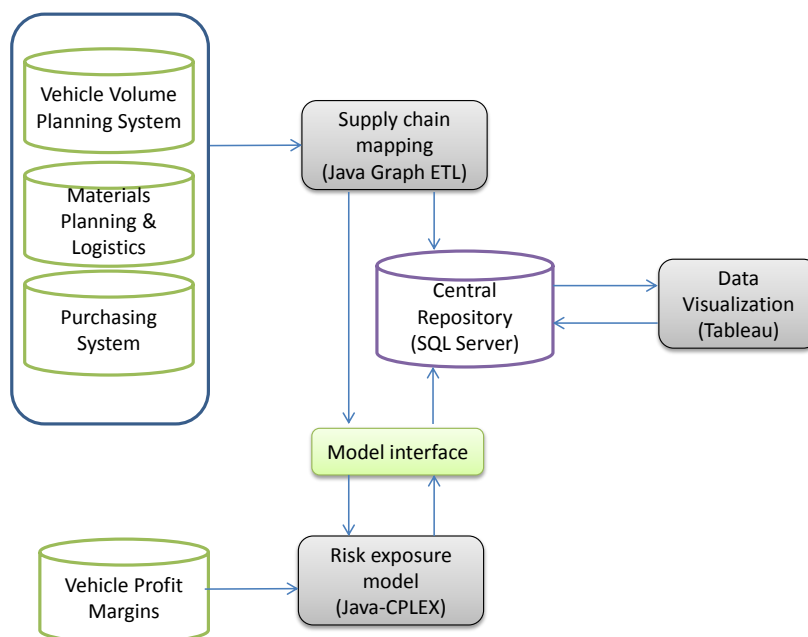 Vehicle Volume
Planning System
Materials
Planning &
Logistics
Purchasing
System
Supply chain
mapping
(Java Graph ETL)
Central
Repository
(SQL Server)
Data
Visualization
(Tableau)
Model interface
Vehicle Profit
Margins
Risk exposure
model
(Java-CPLEX)